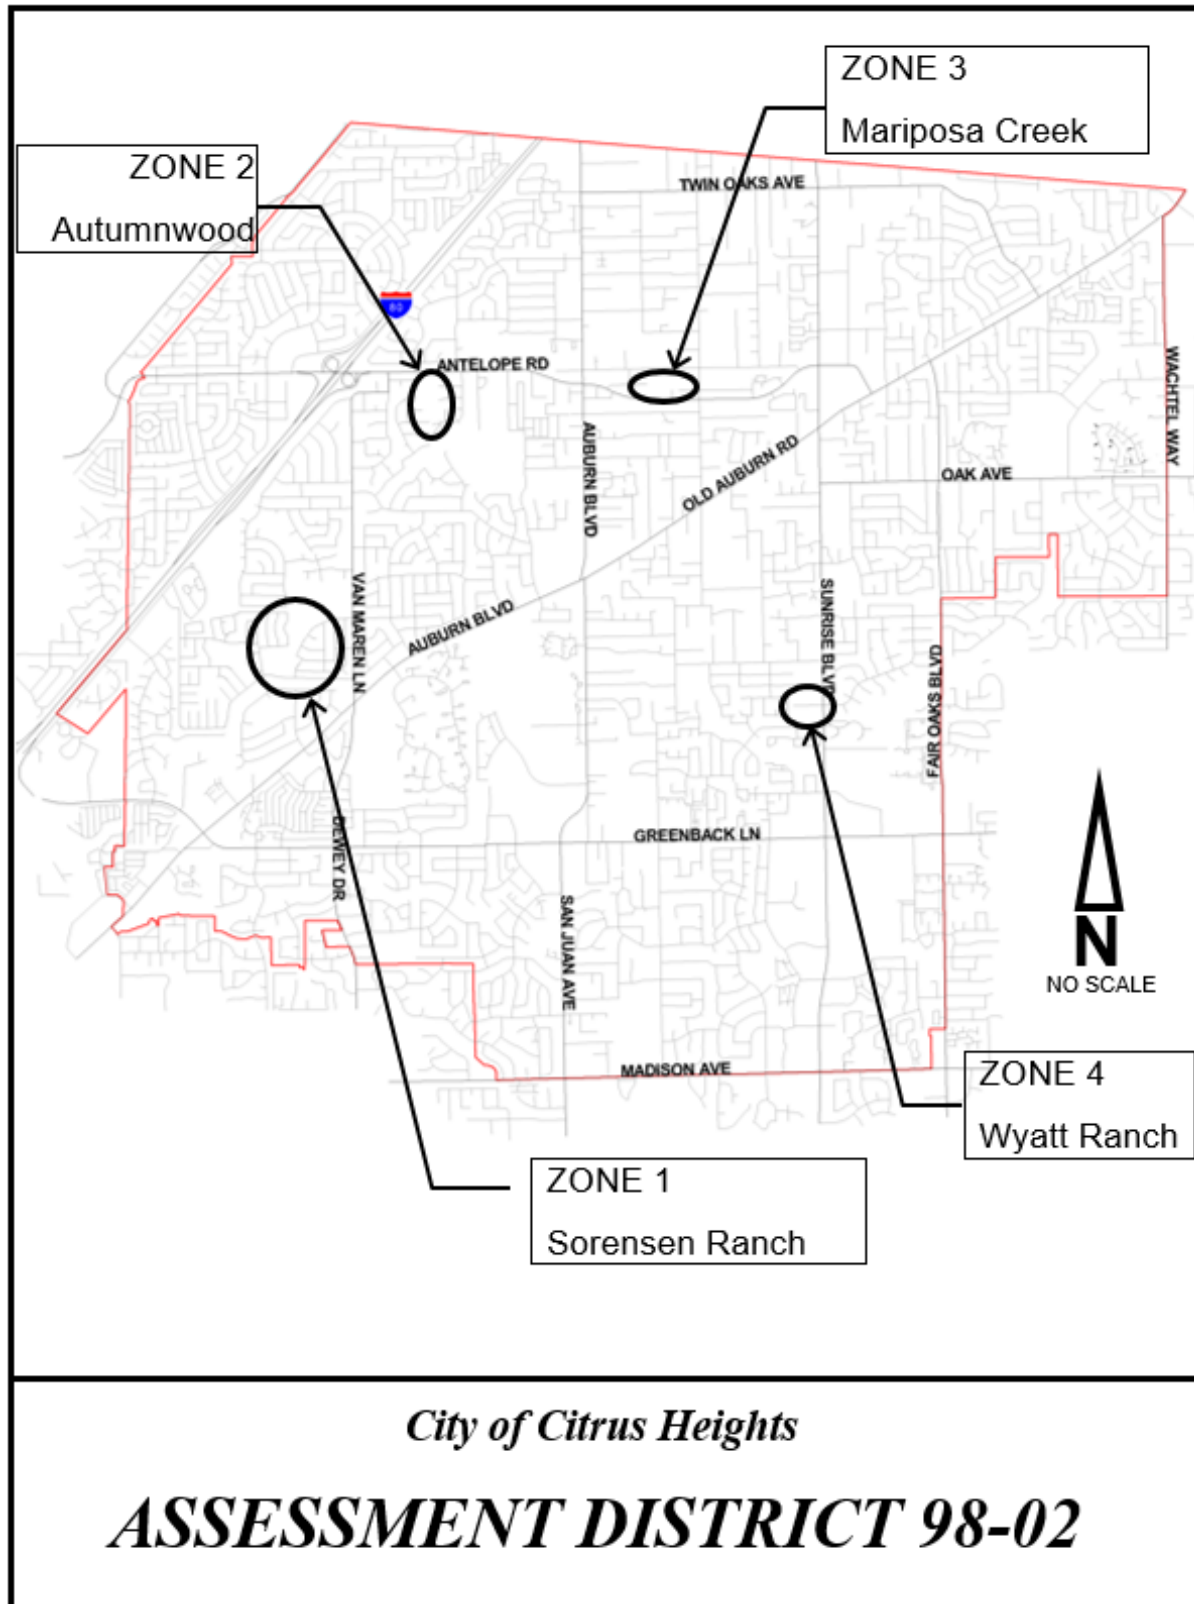 ZONE 3
Mariposa Creek
ZONE 2
Autumnwood
TWIN OAKS AVE
80
ANTELOPE RD
WACHTEL WAY
AUBURN BLVD
OLD AUBURN RD
OAK AVE
VAN MAREN LN
AUBURN BLVD
SUNRISE BLVD
FAIR OAKS BLVD
DEWEY DR
GREENBACK LN
SAN JUAN AVE
N
NO SCALE
MADISON AVE
ZONE 4
Wyatt Ranch
ZONE 1
Sorensen Ranch
City of Citrus Heights
ASSESSMENT DISTRICT 98-02